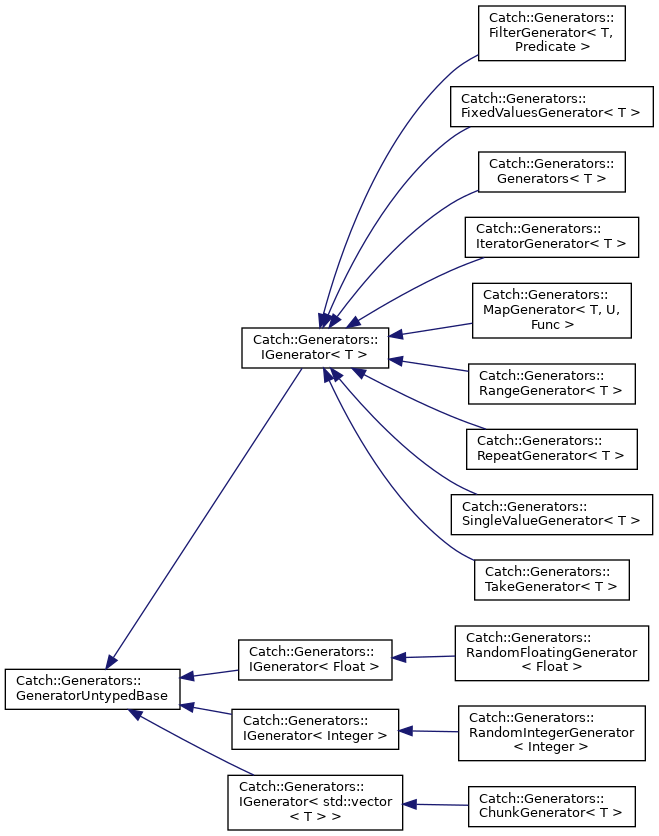 Catch::Generators::
FilterGenerator< T,
Predicate >
Catch::Generators::
FixedValuesGenerator< T >
Catch::Generators::
Generators< T >
Catch::Generators::
IteratorGenerator< T >
Catch::Generators::
MapGenerator< T, U,
Func >
Catch::Generators::
IGenerator< T >
Catch::Generators::
RangeGenerator< T >
Catch::Generators::
RepeatGenerator< T >
Catch::Generators::
SingleValueGenerator< T >
Catch::Generators::
TakeGenerator< T >
Catch::Generators::
GeneratorUntypedBase
Catch::Generators::
IGenerator< Float >
Catch::Generators::
RandomFloatingGenerator
< Float >
Catch::Generators::
IGenerator< Integer >
Catch::Generators::
RandomIntegerGenerator
< Integer >
Catch::Generators::
IGenerator< std::vector
< T > >
Catch::Generators::
ChunkGenerator< T >